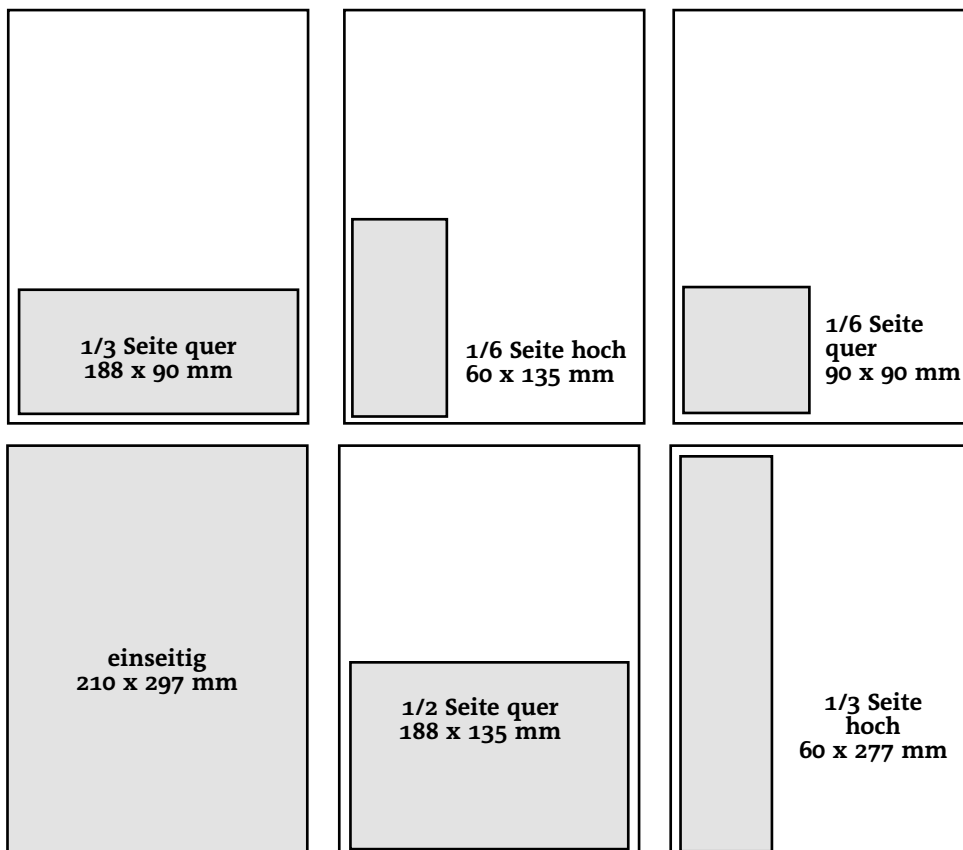 1/3 Seite quer
188 x 90 mm
1/6 Seite hoch
60 x 135 mm
1/6 Seite
quer
90 x 90 mm
einseitig
210 x 297 mm
1/2 Seite quer
188 x 135 mm
1/3 Seite
hoch
60 x 277 mm